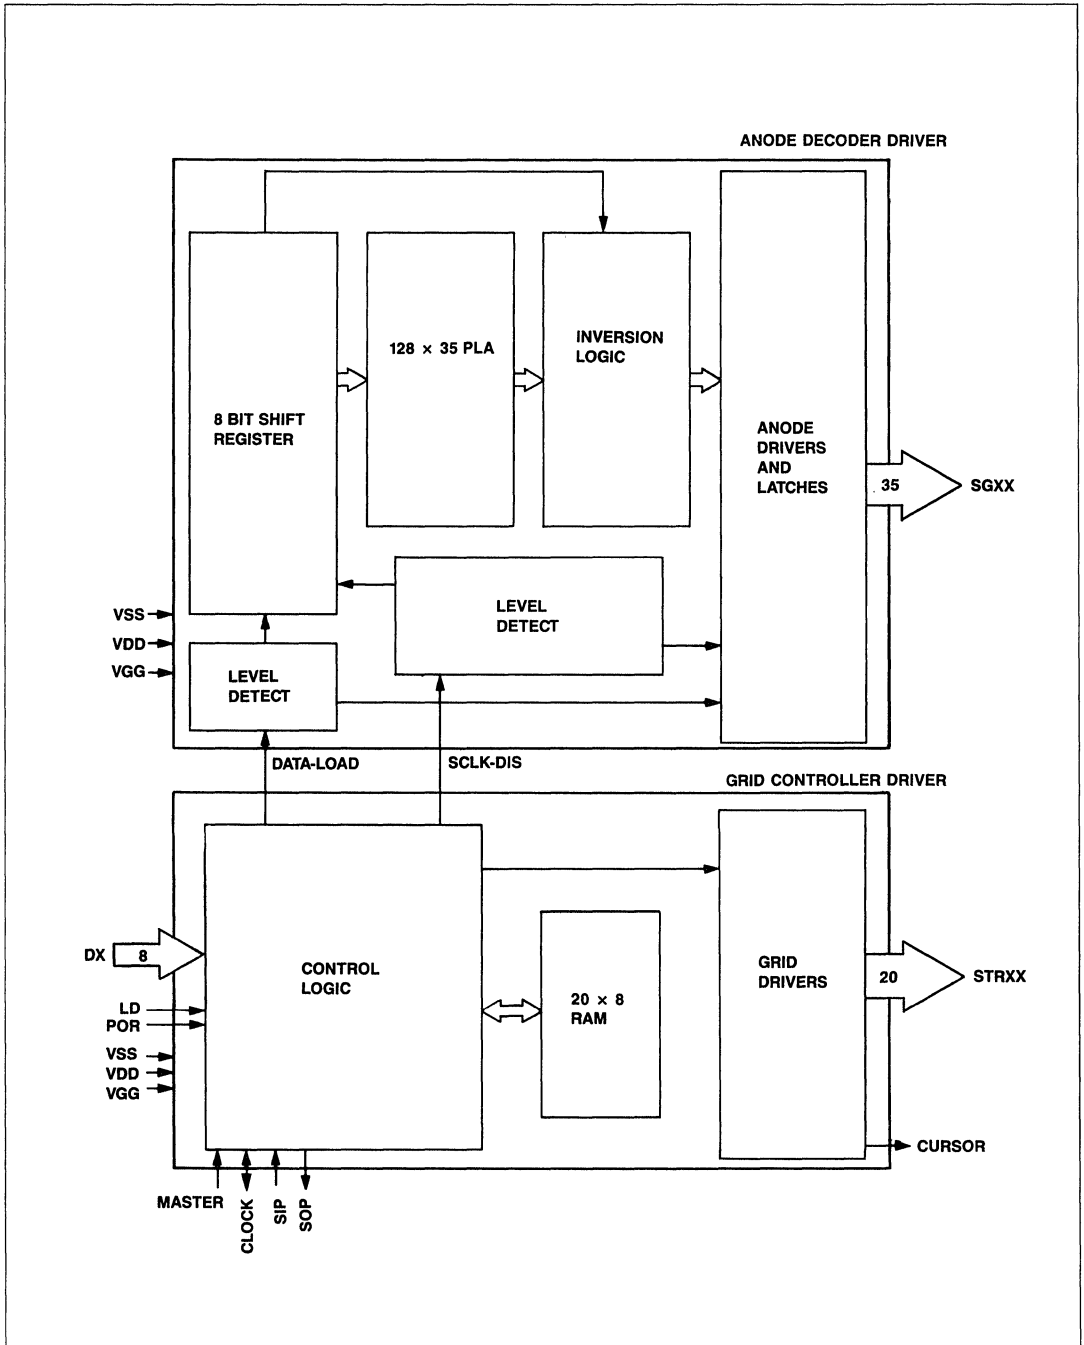 ANODE DECODER DRIVER
128 × 35 PLA
INVERSION
LOGIC
8 BIT SHIFT
REGISTER
ANODE
DRIVERS
AND
LATCHES
35
SGXX
LEVEL
DETECT
VSS
VDD
VGG
LEVEL
DETECT
DATA-LOAD
SCLK-DIS
GRID CONTROLLER DRIVER
DX
8
CONTROL
LOGIC
GRID
DRIVERS
20
STRXX
20 × 8
RAM
LD
POR
VSS
VDD
VGG
CURSOR
MASTER
CLOCK
SIP
SOP